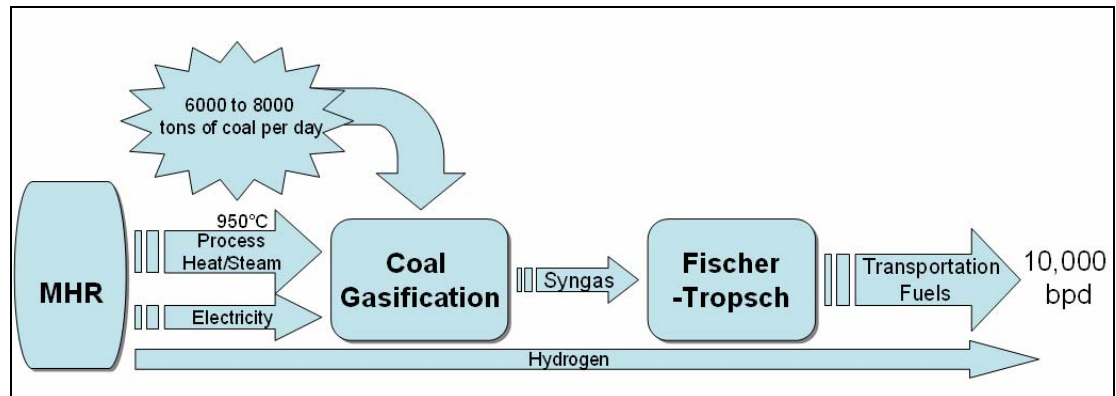 6000 to 8000
tons of coal per day
MHR
950°C
Process
Heat/Steam
Electricity
Coal
Gasification
Syngas
Fischer
-Tropsch
Transportation
Fuels
10,000
bpd
Hydrogen